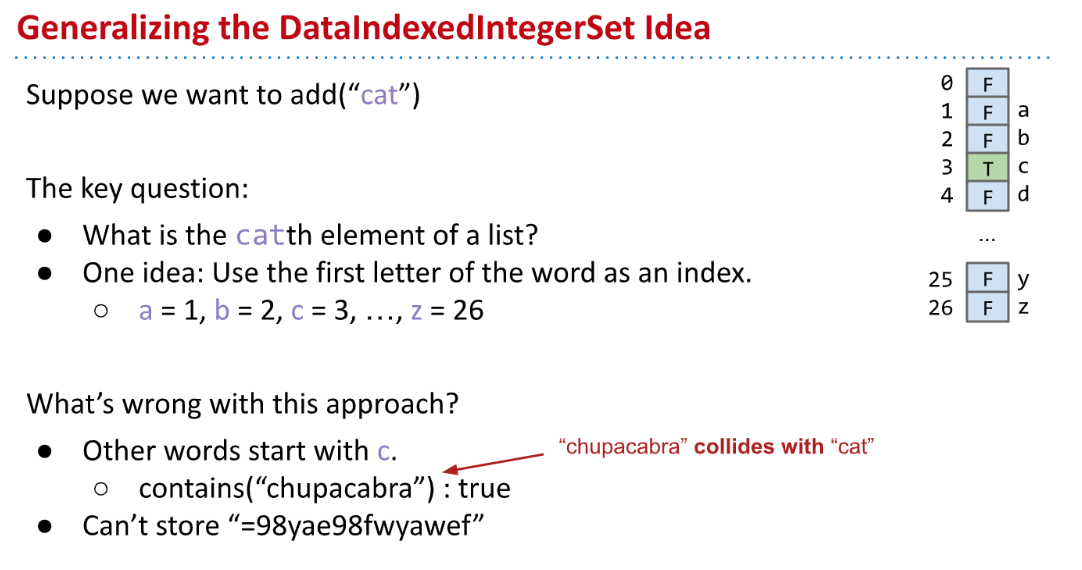 Generalizing the DataIndexedIntegerSet Idea
Suppose we want to add(“cat”)
The key question:
● What is the catth element of a list?
● One idea: Use the first letter of the word as an index.
○ a = 1, b = 2, c = 3, …, z = 26
What’s wrong with this approach?
● Other words start with c.
○ contains(“chupacabra”) : true
“chupacabra” collides with “cat”
● Can’t store “=98yae98fwyawef”
0 F
1 F a
2 F b
3 T c
4 F d
...
25 F y
26 F z